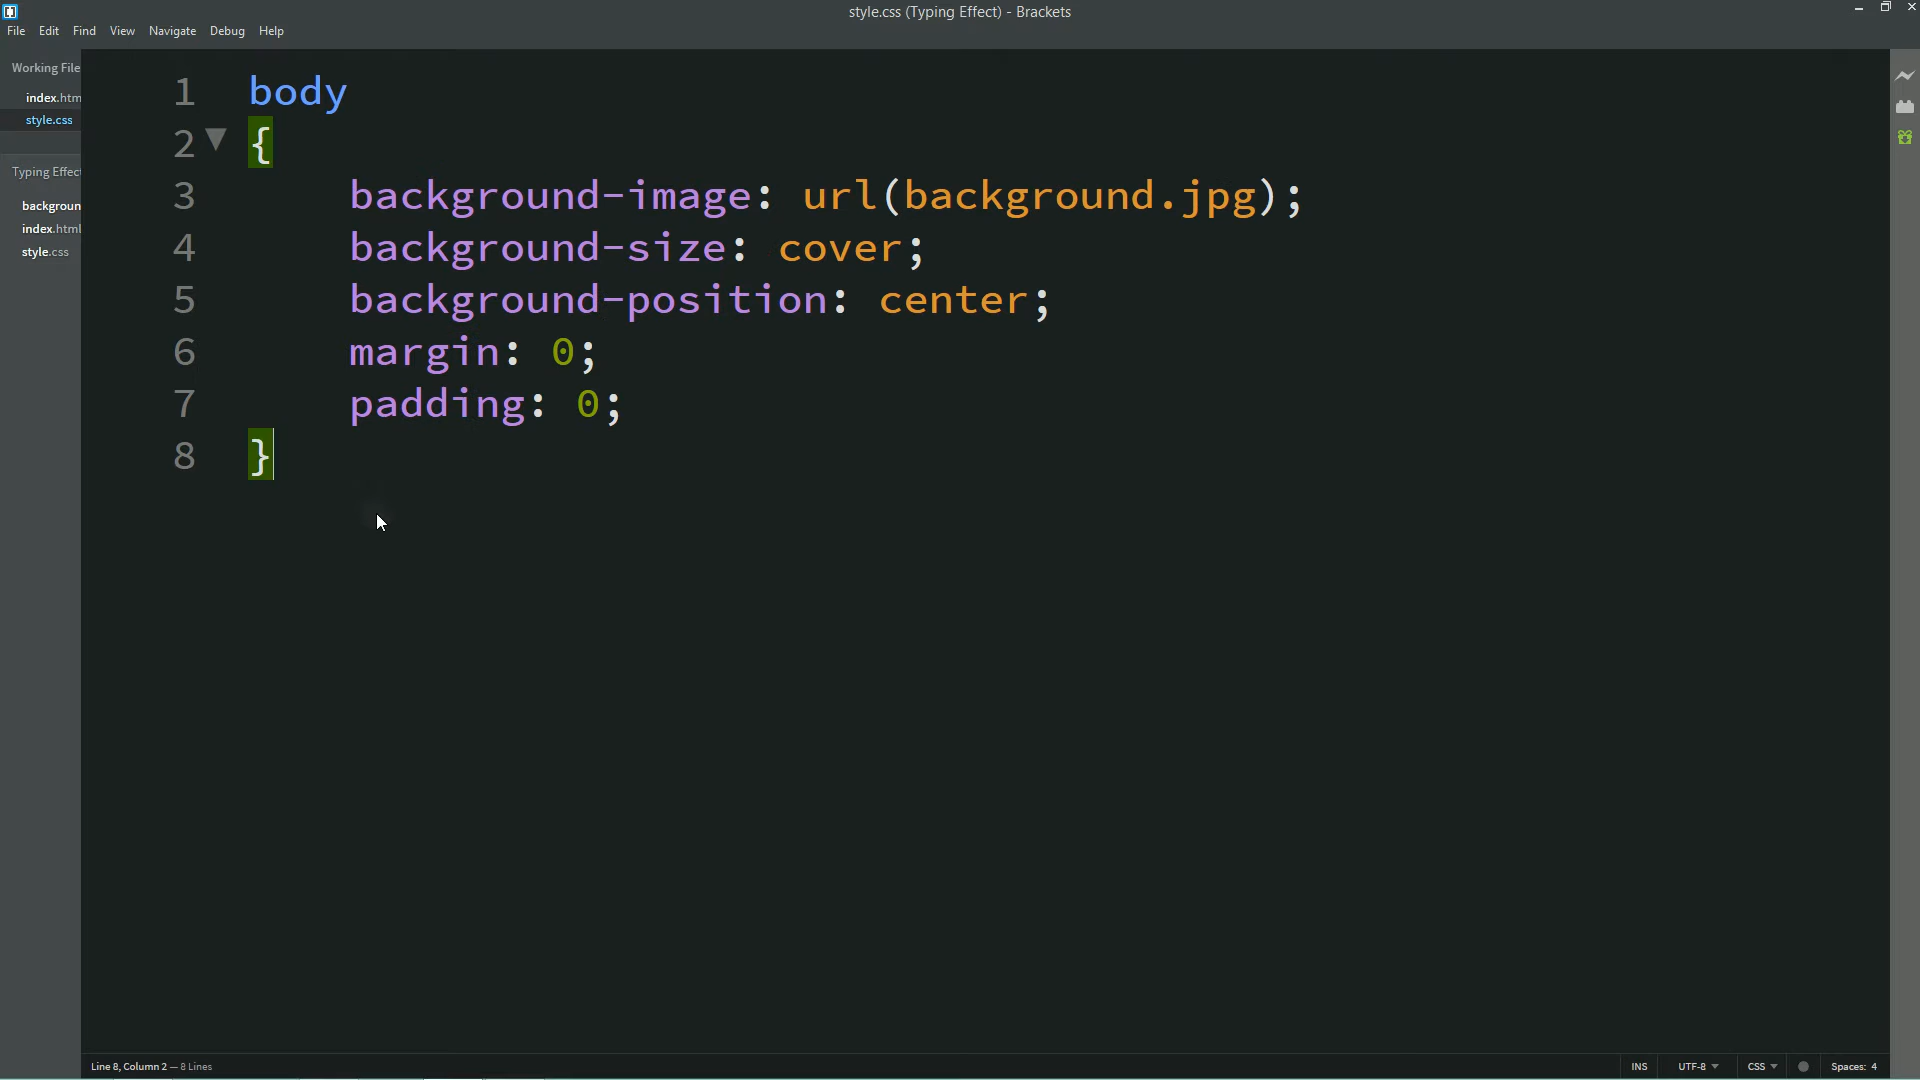 style.css (Typing Effect) - Brackets
File Edit Find View Navigate Debug Help
Working File
index.htm
style.css
Typing Effec
backgroun
index.html
style.css
1 body
2 {
3 background-image: url(background.jpg);
4 background-size: cover;
5 background-position: center;
6 margin: 0;
7 padding: 0;
8 }
Line 8, Column 2 — 8 Lines
INS UTF-8 CSS Spaces: 4